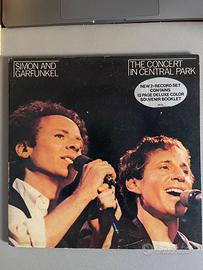 SIMON AND
GARFUNKEL
THE CONCERT
IN CENTRAL PARK
NEW 2-RECORD SET
CONTAINS
12 PAGE DELUXE COLOR
SOUVENIR BOOKLET